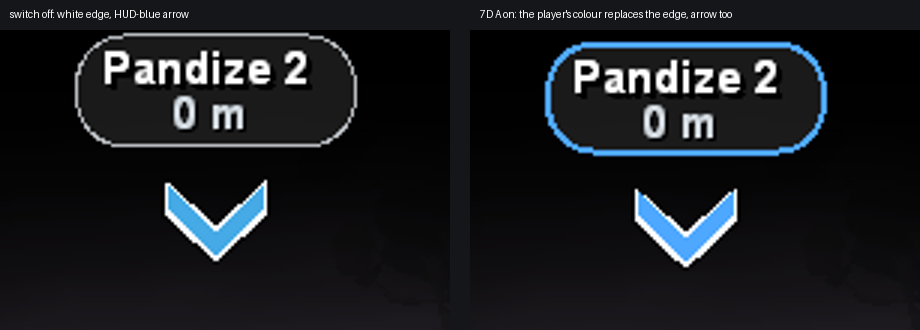 switch off: white edge, HUD-blue arrow
7D A on: the player's colour replaces the edge, arrow too
Pandize 2
0 m
Pandize 2
0 m